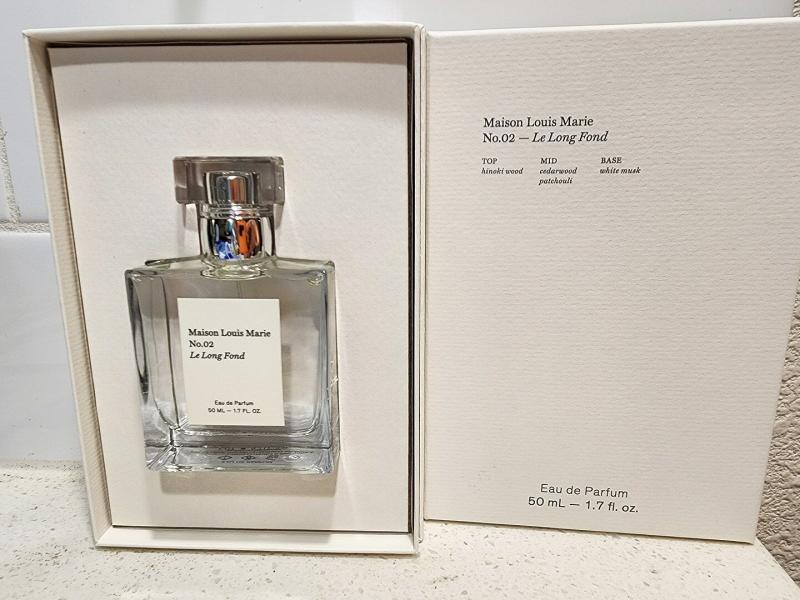 Maison Louis Marie
No.02
Le Long Fond
Eau de Parfum
50 ML — 1.7 FL. OZ.
Maison Louis Marie
No.02 — Le Long Fond
TOP
hinoki wood
MID
cedarwood
patchouli
BASE
white musk
Eau de Parfum
50 mL — 1.7 fl. oz.